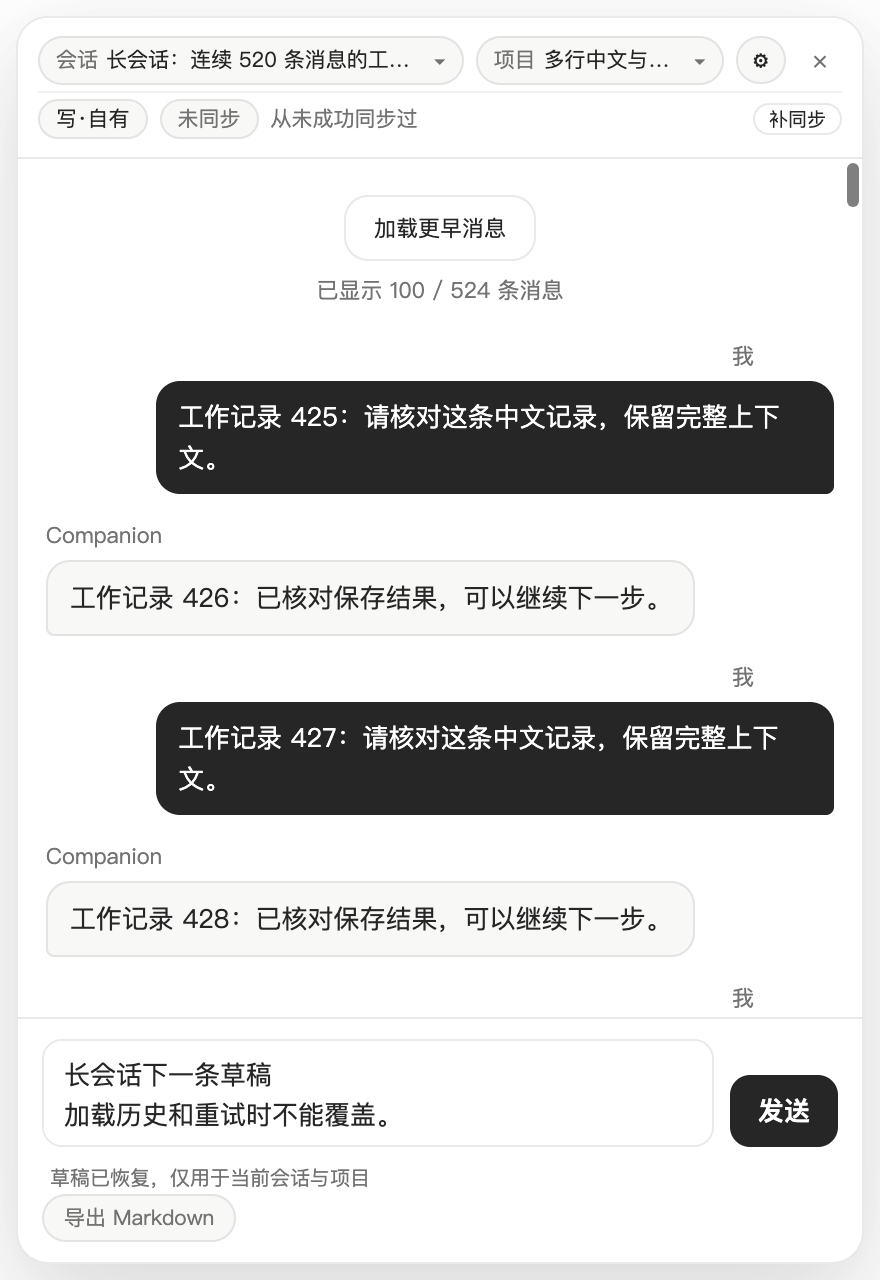 会话 长会话：连续 520 条消息的工... 项目 多行中文与...
写·自有 未同步 从未成功同步过 补同步
加载更早消息
已显示 100 / 524 条消息
我
工作记录 425：请核对这条中文记录，保留完整上下
文。
Companion
工作记录 426：已核对保存结果，可以继续下一步。
我
工作记录 427：请核对这条中文记录，保留完整上下
文。
Companion
工作记录 428：已核对保存结果，可以继续下一步。
我
长会话下一条草稿
加载历史和重试时不能覆盖。
发送
草稿已恢复，仅用于当前会话与项目
导出 Markdown